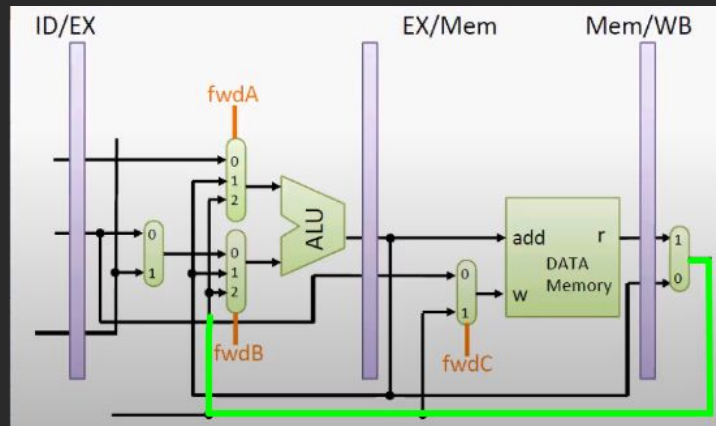 ID/EX
EX/Mem
Mem/WB
fwdA
0
1
2
0
1
0
1
2
ALU
fwdB
0
1
fwdC
add
r
DATA
Memory
w
1
0